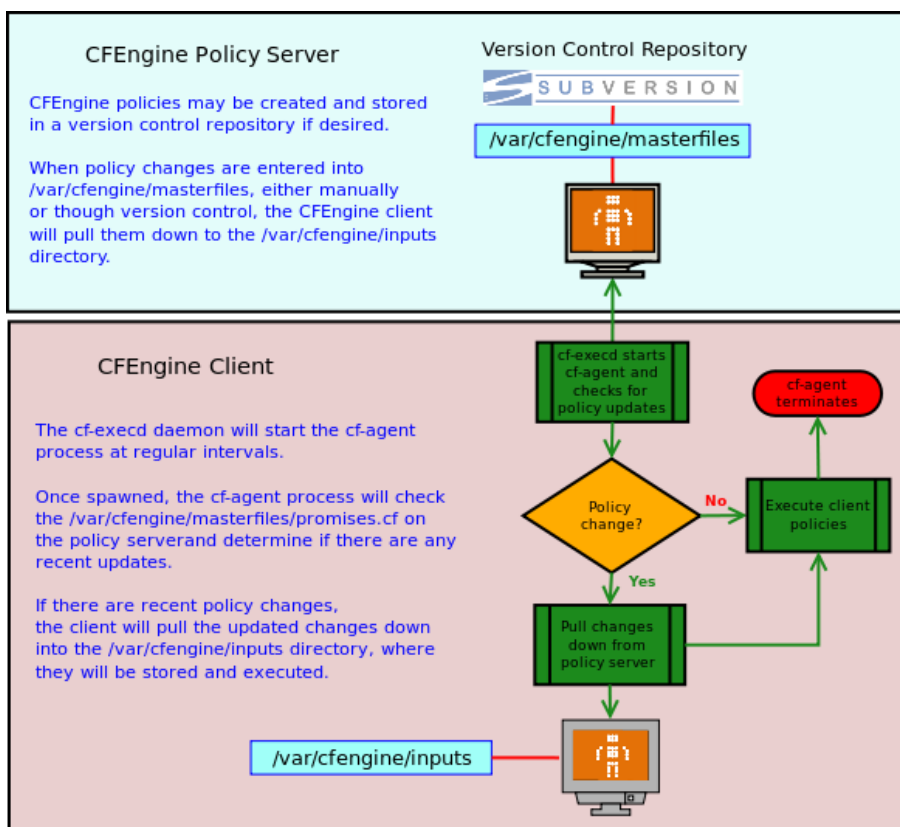 CFEngine Policy Server
CFEngine policies may be created and stored
in a version control repository if desired.
When policy changes are entered into
/var/cfengine/masterfiles, either manually
or though version control, the CFEngine client
will pull them down to the /var/cfengine/inputs
directory.
Version Control Repository
SUBVERSION
/var/cfengine/masterfiles
CFEngine Client
The cf-execd daemon will start the cf-agent
process at regular intervals.
Once spawned, the cf-agent process will check
the /var/cfengine/masterfiles/promises.cf on
the policy serverand determine if there are any
recent updates.
If there are recent policy changes,
the client will pull the updated changes down
into the /var/cfengine/inputs directory, where
they will be stored and executed.
cf-execd starts
cf-agent and
checks for
policy updates
cf-agent
terminates
Policy
change?
No
Execute client
policies
Yes
Pull changes
down from
policy server
/var/cfengine/inputs